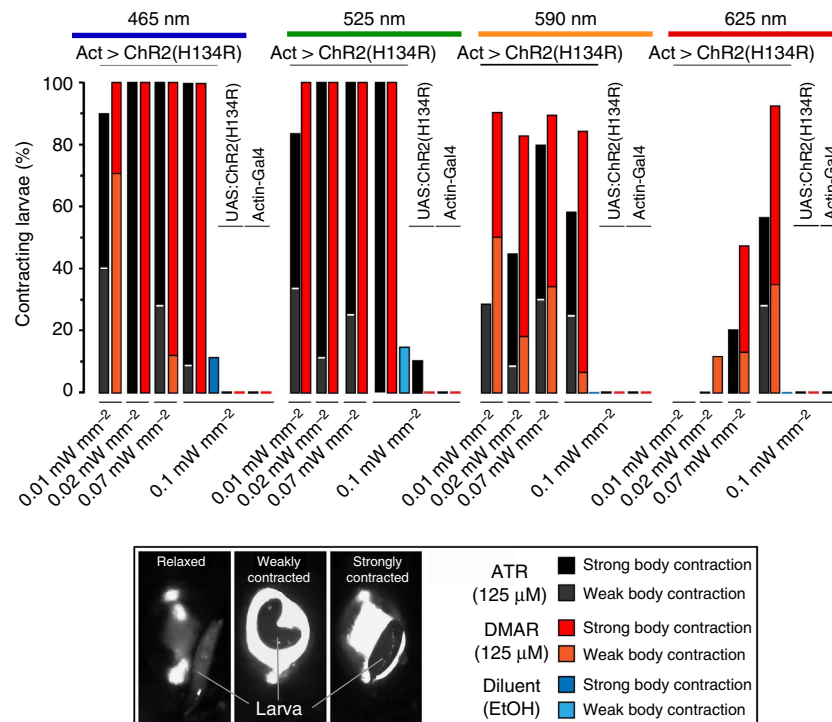 465 nm 525 nm 590 nm 625 nm
Act > ChR2(H134R) Act > ChR2(H134R) Act > ChR2(H134R) Act > ChR2(H134R)
Contracting larvae (%)
100
80
60
40
20
0
UAS:ChR2(H134R)
Actin-Gal4
UAS:ChR2(H134R)
Actin-Gal4
UAS:ChR2(H134R)
Actin-Gal4
UAS:ChR2(H134R)
Actin-Gal4
0.01 mW mm⁻²
0.02 mW mm⁻²
0.07 mW mm⁻²
0.1 mW mm⁻²
0.01 mW mm⁻²
0.02 mW mm⁻²
0.07 mW mm⁻²
0.1 mW mm⁻²
0.01 mW mm⁻²
0.02 mW mm⁻²
0.07 mW mm⁻²
0.1 mW mm⁻²
0.01 mW mm⁻²
0.02 mW mm⁻²
0.07 mW mm⁻²
0.1 mW mm⁻²
Relaxed
Weakly
contracted
Strongly
contracted
Larva
ATR
(125 μM)
Strong body contraction
Weak body contraction
DMAR
(125 μM)
Strong body contraction
Weak body contraction
Diluent
(EtOH)
Strong body contraction
Weak body contraction